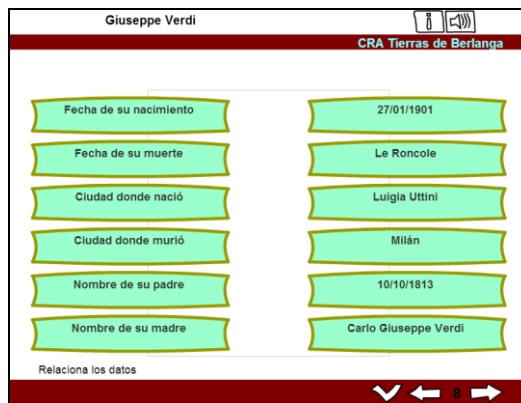 Giuseppe Verdi
CRA Tierras de Berlanga
Fecha de su nacimiento
27/01/1901
Fecha de su muerte
Le Roncole
Ciudad donde nació
Luigia Uttini
Ciudad donde murió
Milán
Nombre de su padre
10/10/1813
Nombre de su madre
Carlo Giuseppe Verdi
Relaciona los datos
8